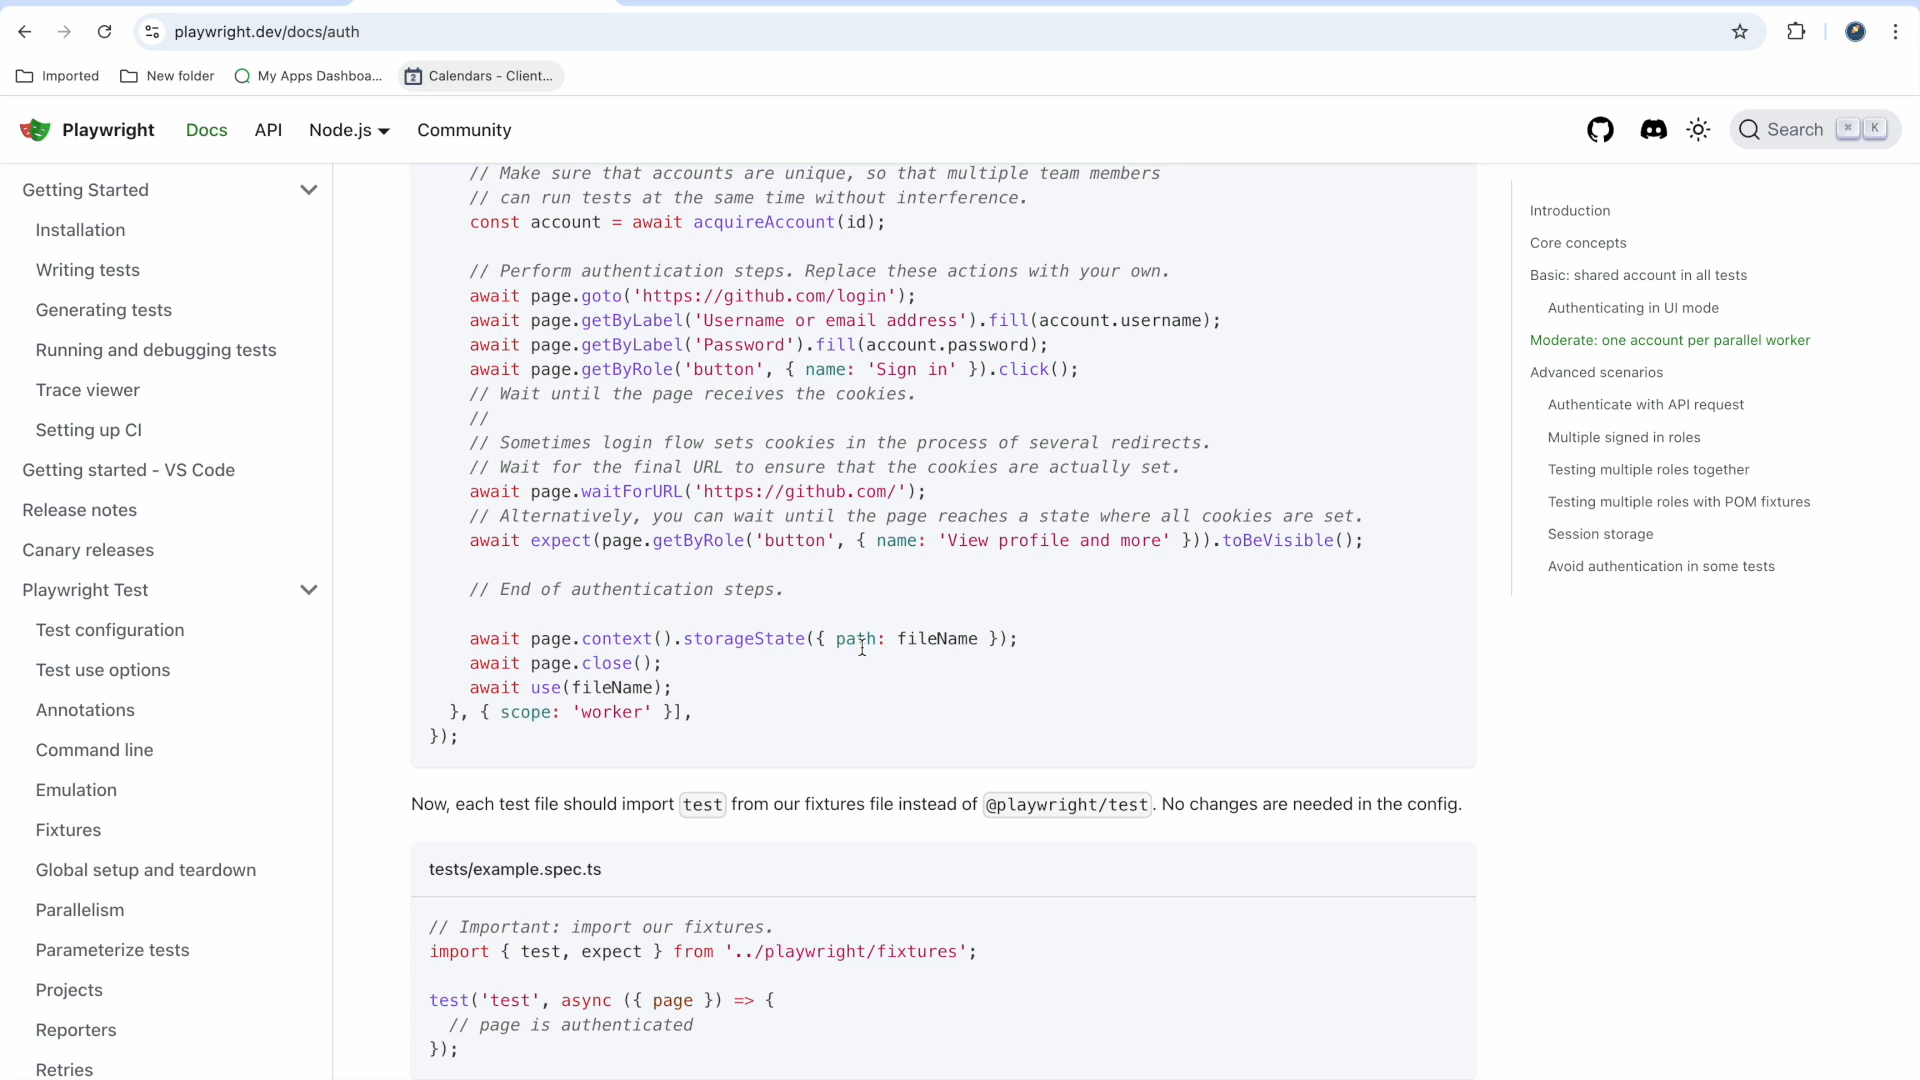 playwright.dev/docs/auth
Imported
New folder
My Apps Dashboa...
Calendars - Client...
Playwright
Docs
API
Node.js
Community
Search
⌘ K
Getting Started
Installation
Writing tests
Generating tests
Running and debugging tests
Trace viewer
Setting up CI
Getting started - VS Code
Release notes
Canary releases
Playwright Test
Test configuration
Test use options
Annotations
Command line
Emulation
Fixtures
Global setup and teardown
Parallelism
Parameterize tests
Projects
Reporters
Retries
// Make sure that accounts are unique, so that multiple team members
// can run tests at the same time without interference.
const account = await acquireAccount(id);
// Perform authentication steps. Replace these actions with your own.
await page.goto('https://github.com/login');
await page.getByLabel('Username or email address').fill(account.username);
await page.getByLabel('Password').fill(account.password);
await page.getByRole('button', { name: 'Sign in' }).click();
// Wait until the page receives the cookies.
//
// Sometimes login flow sets cookies in the process of several redirects.
// Wait for the final URL to ensure that the cookies are actually set.
await page.waitForURL('https://github.com/');
// Alternatively, you can wait until the page reaches a state where all cookies are set.
await expect(page.getByRole('button', { name: 'View profile and more' })).toBeVisible();
// End of authentication steps.
await page.context().storageState({ path: fileName });
await page.close();
await use(fileName);
}, { scope: 'worker' }],
});
Now, each test file should import test from our fixtures file instead of @playwright/test. No changes are needed in the config.
tests/example.spec.ts
// Important: import our fixtures.
import { test, expect } from '../playwright/fixtures';
test('test', async ({ page }) => {
// page is authenticated
});
Introduction
Core concepts
Basic: shared account in all tests
Authenticating in UI mode
Moderate: one account per parallel worker
Advanced scenarios
Authenticate with API request
Multiple signed in roles
Testing multiple roles together
Testing multiple roles with POM fixtures
Session storage
Avoid authentication in some tests